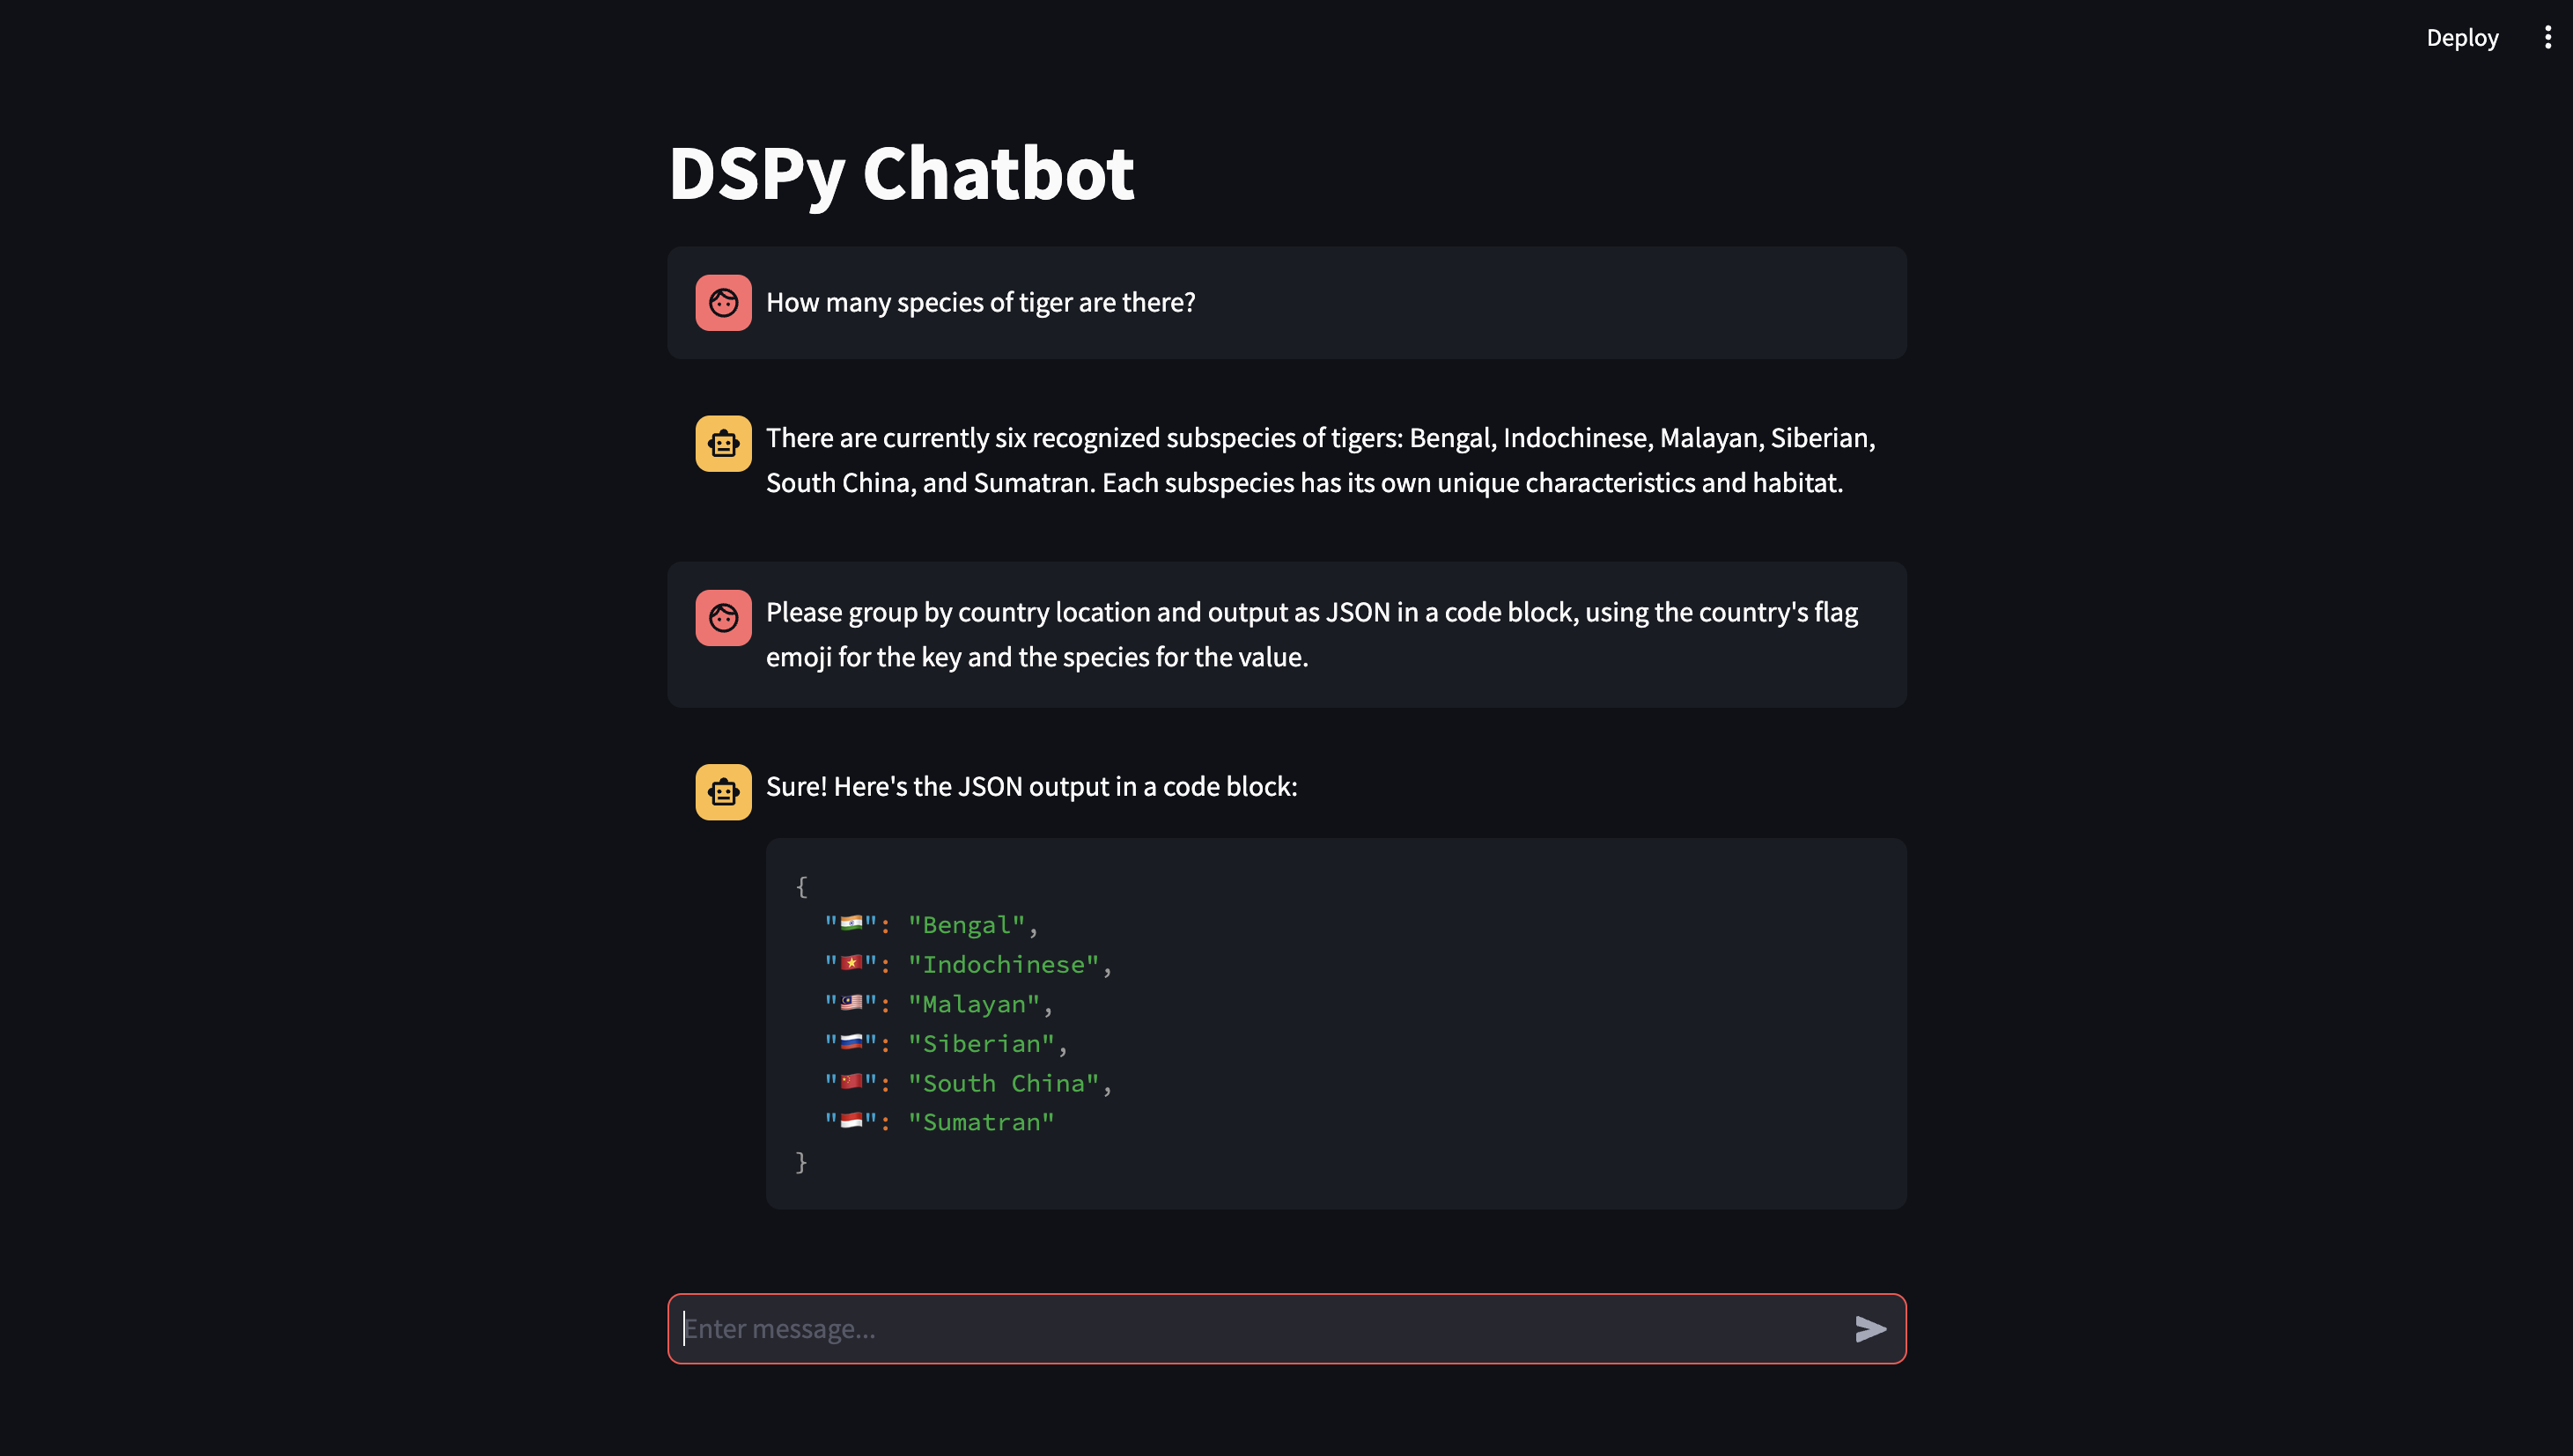 Deploy
DSPy Chatbot
How many species of tiger are there?
There are currently six recognized subspecies of tigers: Bengal, Indochinese, Malayan, Siberian,
South China, and Sumatran. Each subspecies has its own unique characteristics and habitat.
Please group by country location and output as JSON in a code block, using the country's flag
emoji for the key and the species for the value.
Sure! Here's the JSON output in a code block:
{
"🇮🇳": "Bengal",
"🇻🇳": "Indochinese",
"🇲🇾": "Malayan",
"🇷🇺": "Siberian",
"🇨🇳": "South China",
"🇮🇩": "Sumatran"
}
Enter message...